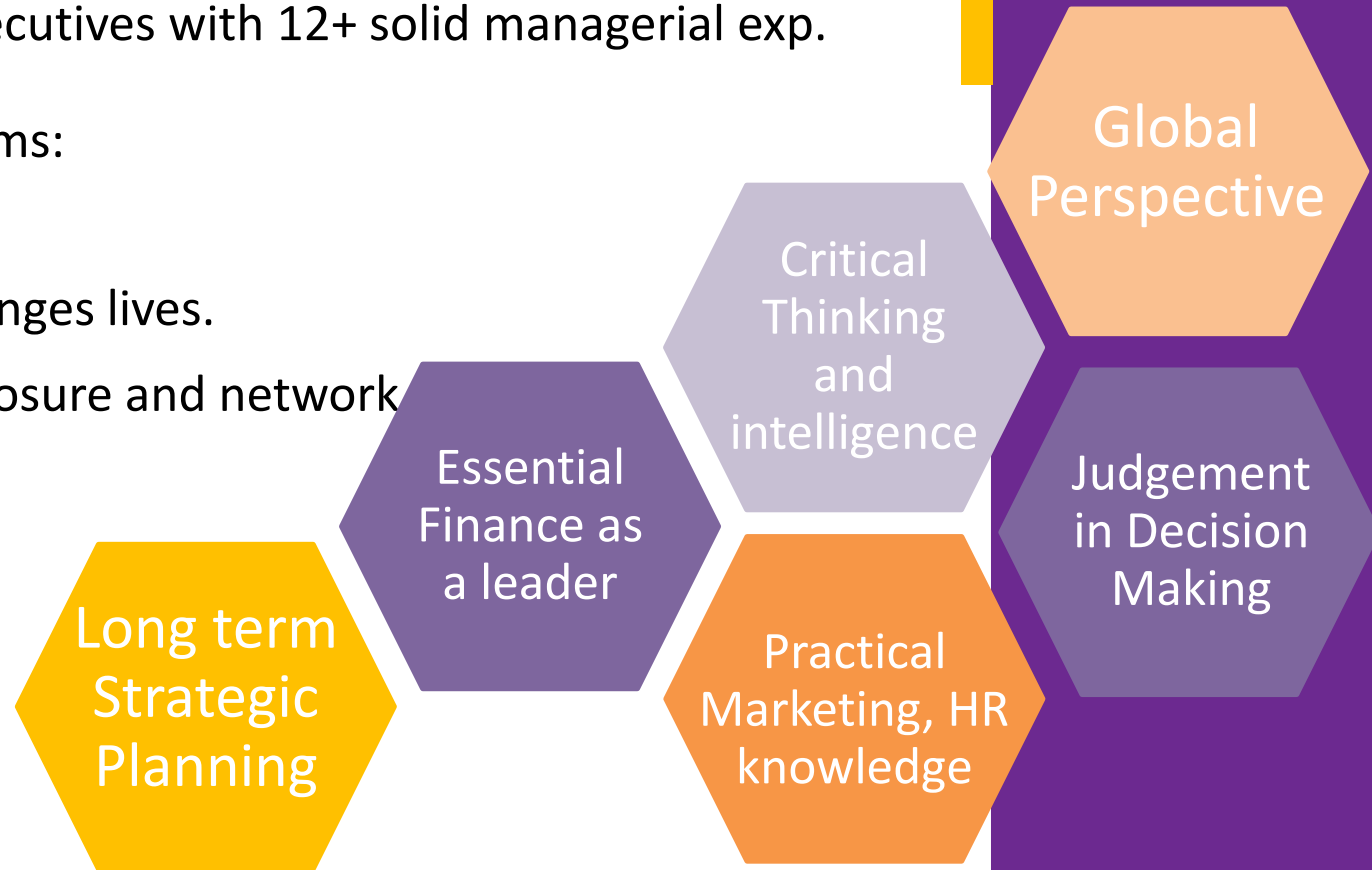 ecutives with 12+ solid managerial exp.
ms:
nges lives.
osure and network
Global
Perspective
Critical
Thinking
and
intelligence
Essential
Finance as
a leader
Judgement
in Decision
Making
Long term
Strategic
Planning
Practical
Marketing, HR
knowledge